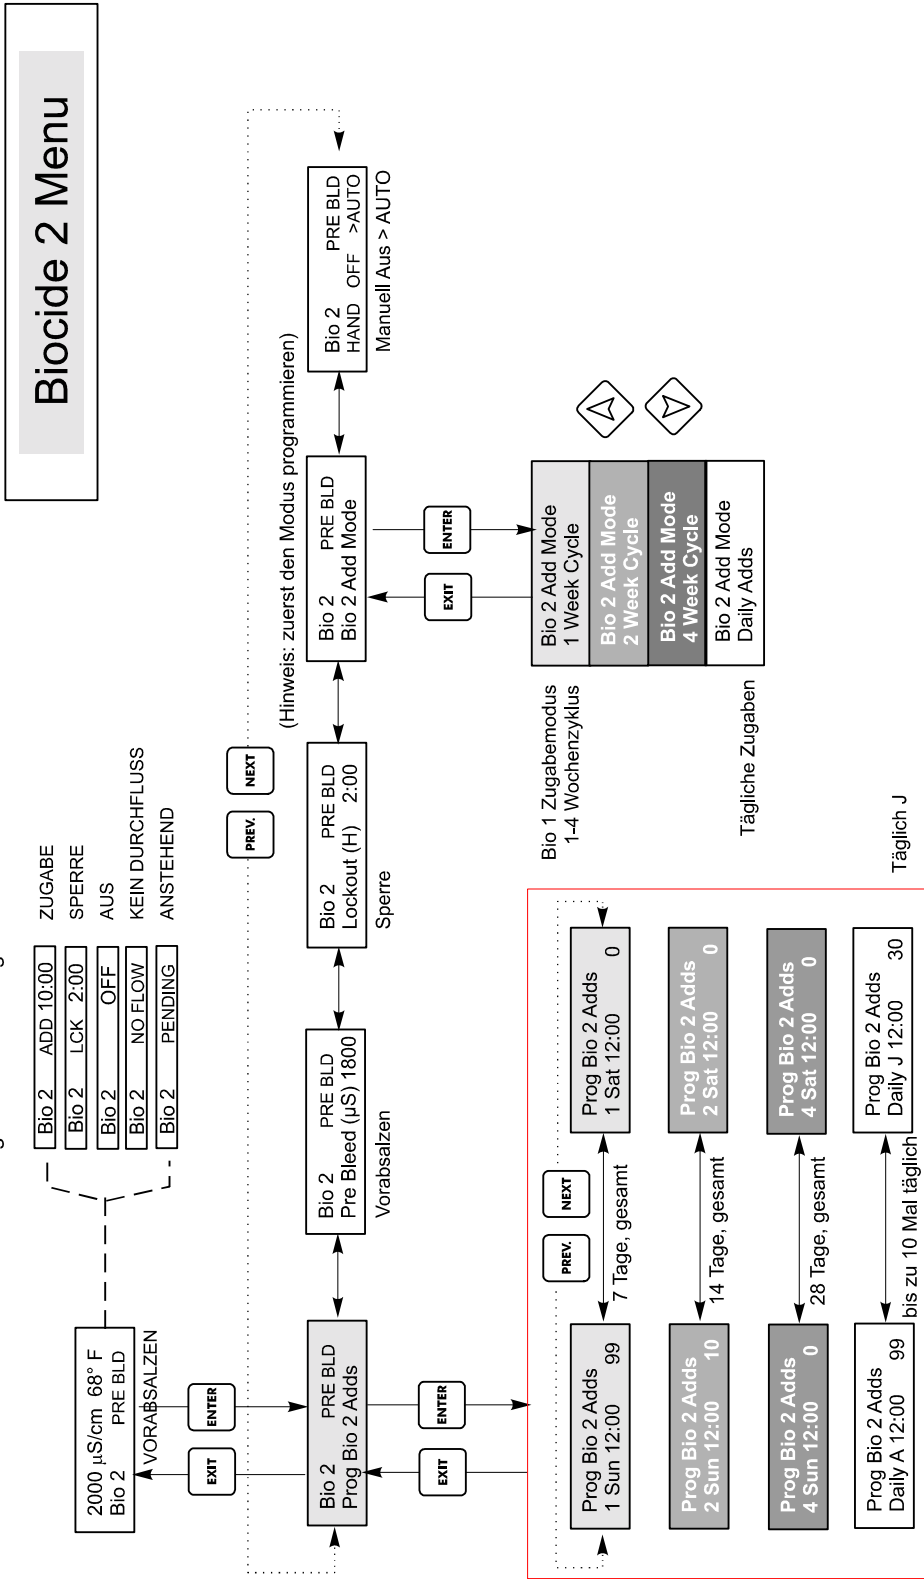 Biocide 2 Menu
2000 µS/cm 68° F
Bio 2 PRE BLD
VORABSALZEN
Bio 2 ADD 10:00
ZUGABE
Bio 2 LCK 2:00
SPERRE
Bio 2 OFF
AUS
Bio 2 NO FLOW
KEIN DURCHFLUSS
Bio 2 PENDING
ANSTEHEND
EXIT
ENTER
PREV.
NEXT
(Hinweis: zuerst den Modus programmieren)
Bio 2 PRE BLD
Prog Bio 2 Adds
Bio 2 PRE BLD
Pre Bleed (µS) 1800
Vorabsalzen
Bio 2 PRE BLD
Lockout (H) 2:00
Sperre
Bio 2 PRE BLD
Bio 2 Add Mode
Bio 2 PRE BLD
HAND OFF >AUTO
Manuell Aus > AUTO
EXIT
ENTER
EXIT
ENTER
Bio 1 Zugabemodus
1-4 Wochenzyklus
Bio 2 Add Mode
1 Week Cycle
Bio 2 Add Mode
2 Week Cycle
Bio 2 Add Mode
4 Week Cycle
Tägliche Zugaben
Bio 2 Add Mode
Daily Adds
PREV.
NEXT
Prog Bio 2 Adds
1 Sun 12:00 99
7 Tage, gesamt
Prog Bio 2 Adds
1 Sat 12:00 0
Prog Bio 2 Adds
2 Sun 12:00 10
14 Tage, gesamt
Prog Bio 2 Adds
2 Sat 12:00 0
Prog Bio 2 Adds
4 Sun 12:00 0
28 Tage, gesamt
Prog Bio 2 Adds
4 Sat 12:00 0
Prog Bio 2 Adds
Daily A 12:00 99
bis zu 10 Mal täglich
Prog Bio 2 Adds
Daily J 12:00 30
Täglich J